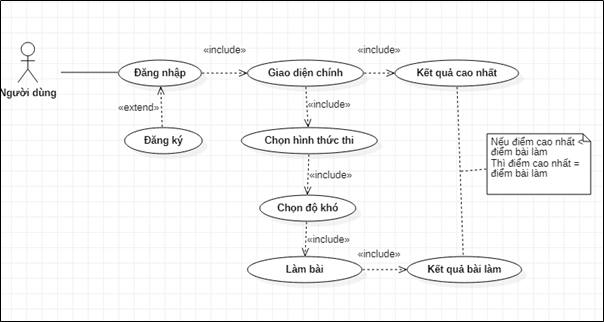 «include»
«include»
Đăng nhập
Giao diện chính
Kết quả cao nhất
Người dùng
«extend»
«include»
Đăng ký
Chọn hình thức thi
Nếu điểm cao nhất <
điểm bài làm
Thì điểm cao nhất =
điểm bài làm
«include»
Chọn độ khó
«include»
«include»
Làm bài
Kết quả bài làm